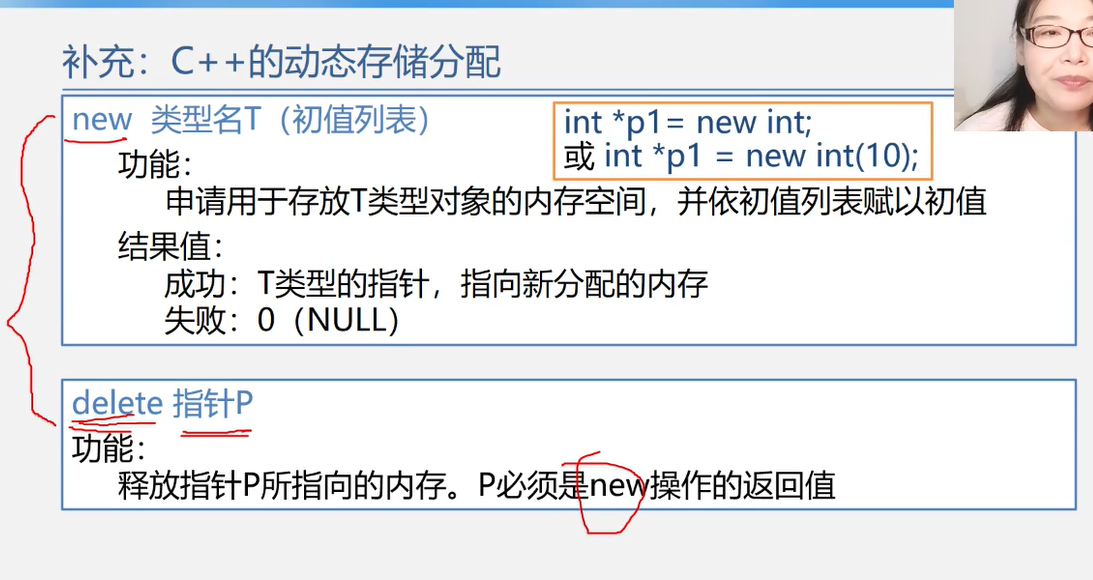 补充：C++的动态存储分配
new 类型名T（初值列表）
int *p1= new int;
或 int *p1 = new int(10);
功能：
申请用于存放T类型对象的内存空间，并依初值列表赋以初值
结果值：
成功：T类型的指针，指向新分配的内存
失败：0（NULL）
delete 指针P
功能：
释放指针P所指向的内存。P必须是new操作的返回值